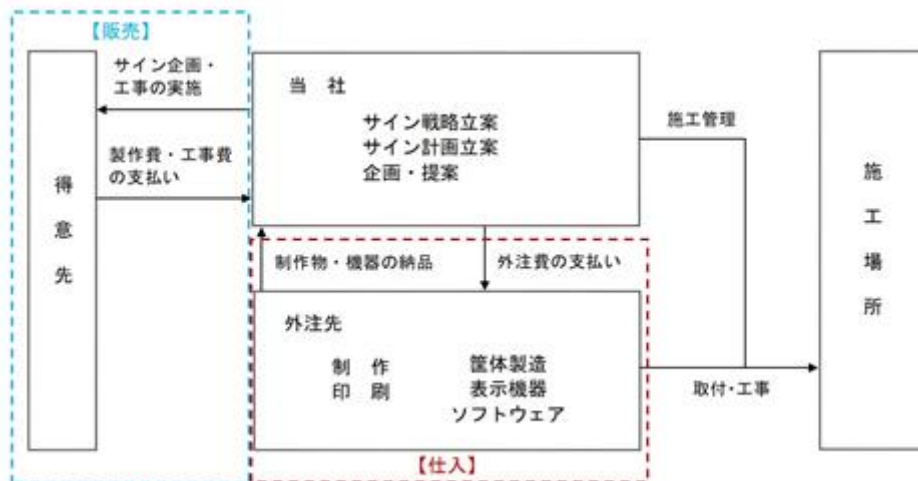 【販売】
サイン企画・
工事の実施
製作費・工事費
の支払い
得意先
当 社
サイン戦略立案
サイン計画立案
企画・提案
施工管理
施工場所
制作物・機器の納品
外注費の支払い
外注先
制 作
印 刷
筐体製造
表示機器
ソフトウェア
取付・工事
【仕入】